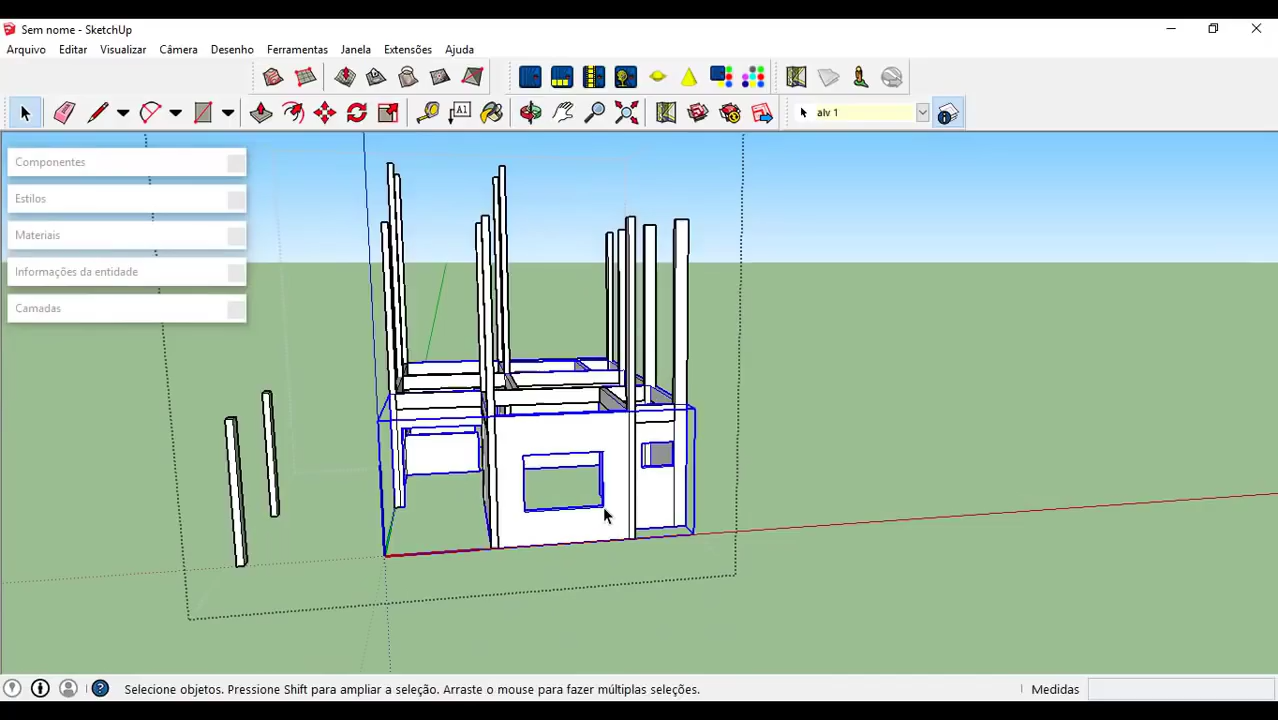 Sem nome - SketchUp
Arquivo Editar Visualizar Câmera Desenho Ferramentas Janela Extensões Ajuda
A1
alv 1
Componentes
Estilos
Materiais
Informações da entidade
Camadas
Selecione objetos. Pressione Shift para ampliar a seleção. Arraste o mouse para fazer múltiplas seleções.
Medidas